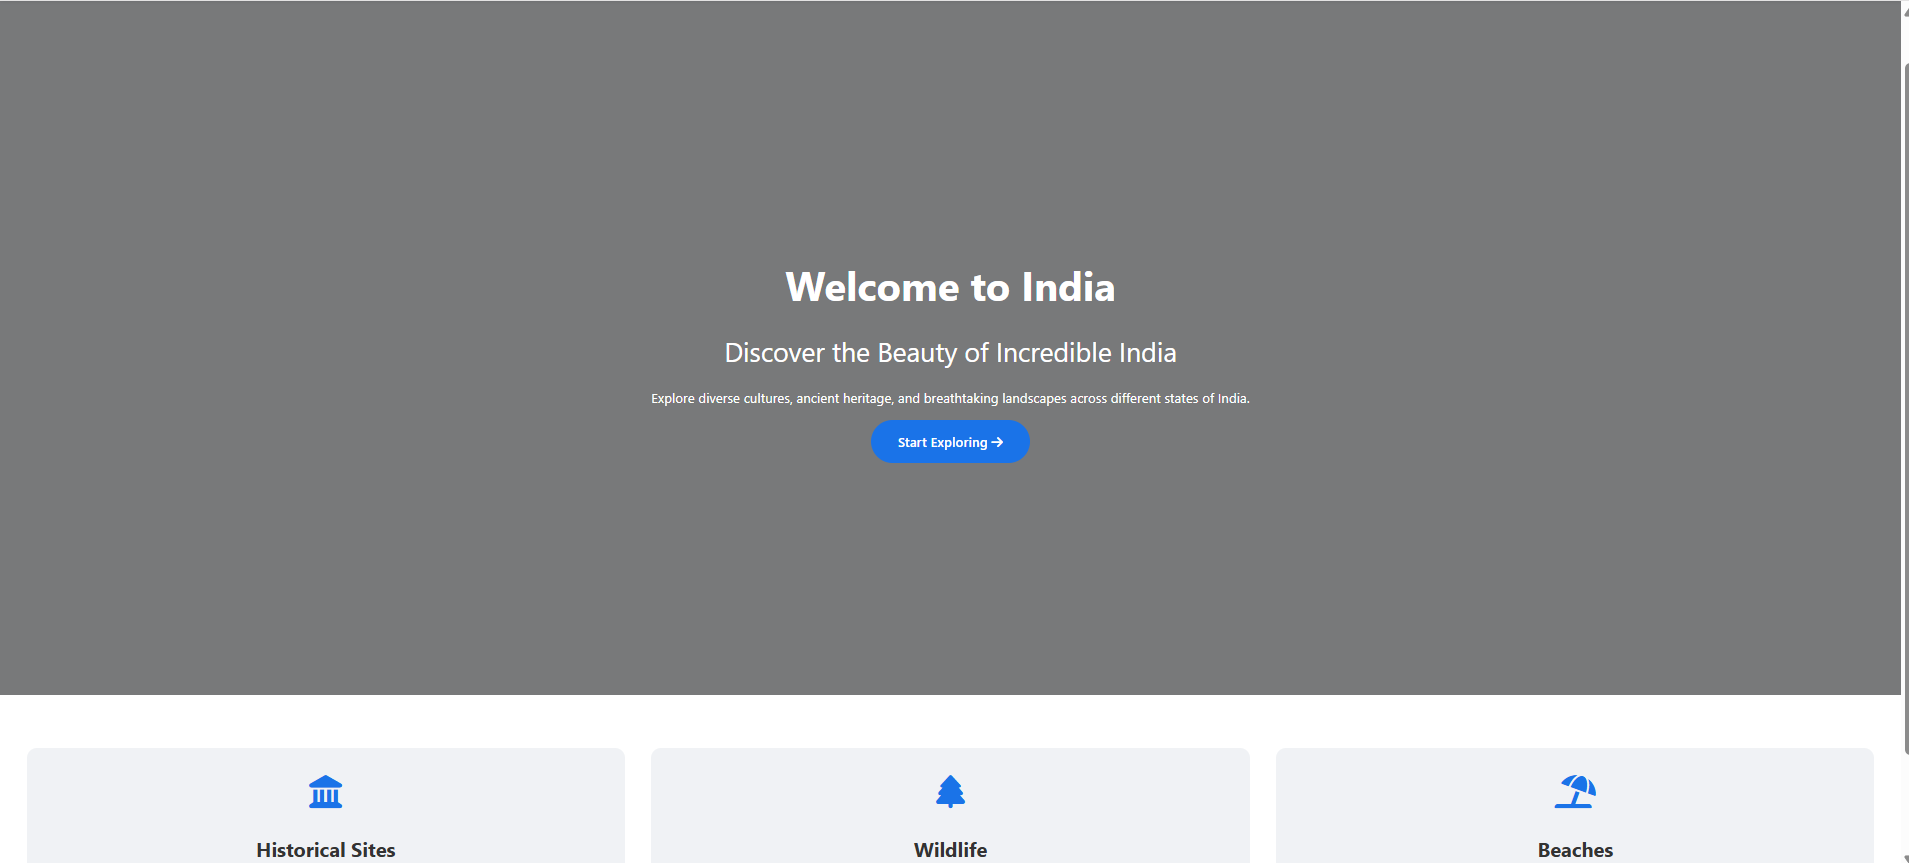 Welcome to India
Discover the Beauty of Incredible India
Explore diverse cultures, ancient heritage, and breathtaking landscapes across different states of India.
Start Exploring →
Historical Sites
Wildlife
Beaches